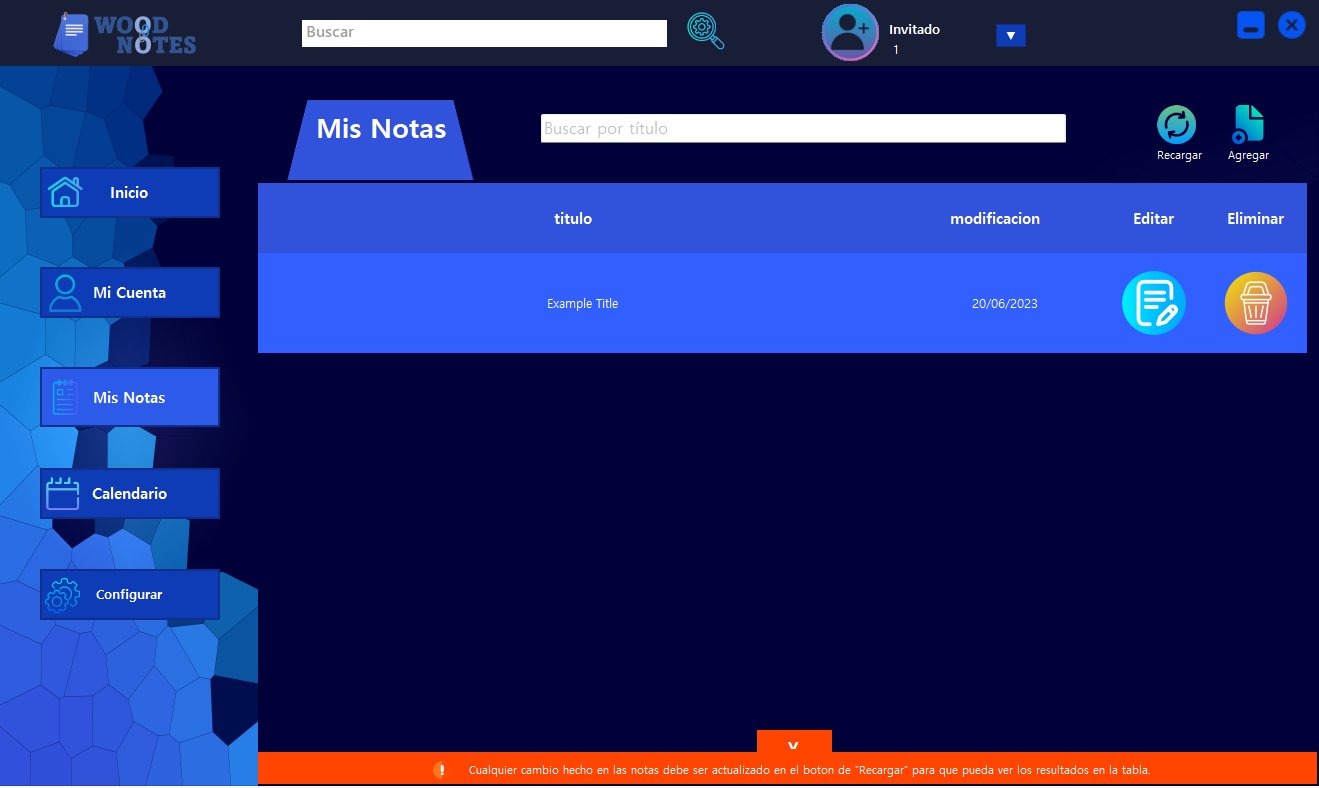 WOOD
NOTES
Buscar
Invitado
1
▼
Mis Notas
Buscar por título
Recargar
Agregar
titulo modificacion Editar Eliminar
Example Title 20/06/2023
Inicio
Mi Cuenta
Mis Notas
Calendario
Configurar
v
Cualquier cambio hecho en las notas debe ser actualizado en el boton de "Recargar" para que pueda ver los resultados en la tabla.